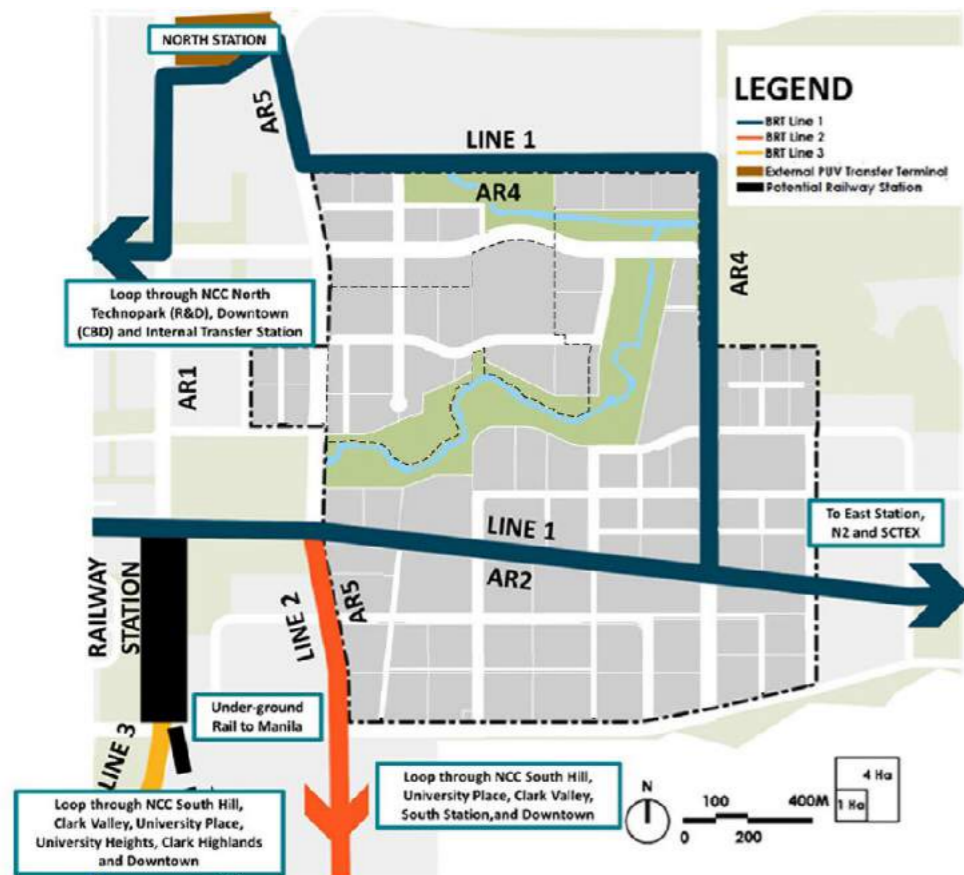 NORTH STATION
AR5
LINE 1
AR4
LEGEND
BRT Line 1
BRT Line 2
BRT Line 3
External PUV Transfer Terminal
Potential Railway Station
AR4
Loop through NCC North
Technopark (R&D), Downtown
(CBD) and Internal Transfer Station
AR1
To East Station,
N2 and SCTEX
LINE 1
AR2
RAILWAY
STATION
LINE 2
AR5
Under-ground
Rail to Manila
LINE 3
Loop through NCC South Hill,
Clark Valley, University Place,
University Heights, Clark Highlands
and Downtown
Loop through NCC South Hill,
University Place, Clark Valley,
South Station,and Downtown
N
100 400M
0 200
4 Ha
1 Ha